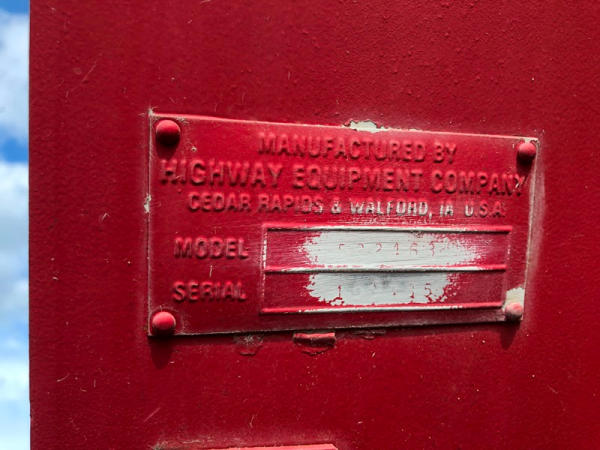 MANUFACTURED BY
HIGHWAY EQUIPMENT COMPANY
CEDAR RAPIDS & WALFORD, IA U.S.A.
MODEL
SERIAL